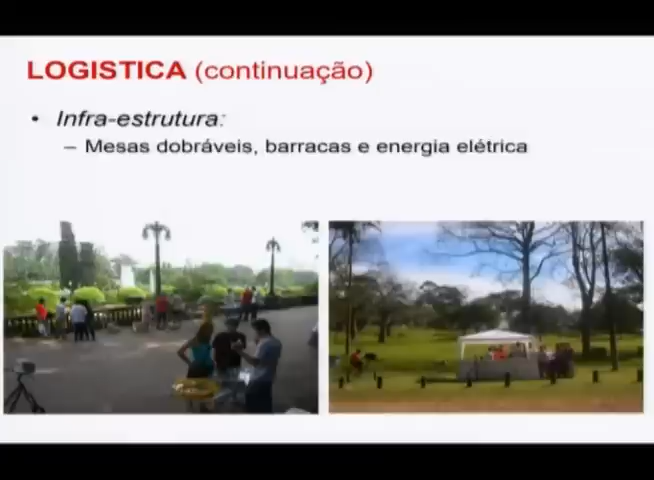 LOGISTICA (continuação)
• Infra-estrutura:
– Mesas dobráveis, barracas e energia elétrica